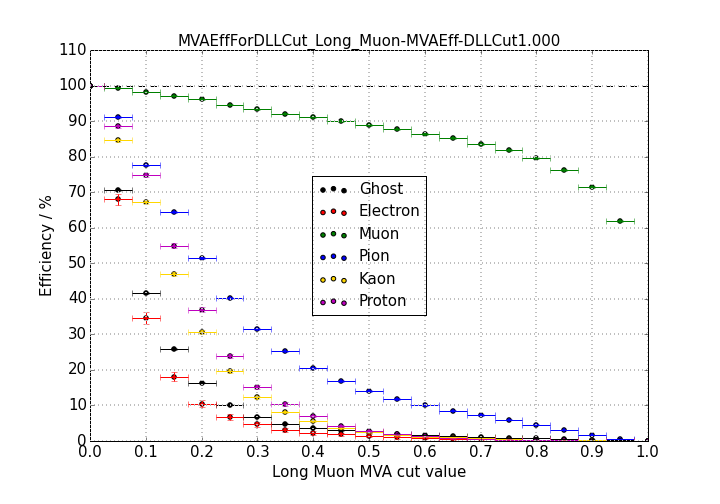 MVAEffForDLLCut_Long_Muon-MVAEff-DLLCut1.000
110
100
90
80
70
60
50
40
30
20
10
0
Efficiency / %
Ghost
Electron
Muon
Pion
Kaon
Proton
0.0 0.1 0.2 0.3 0.4 0.5 0.6 0.7 0.8 0.9 1.0
Long Muon MVA cut value